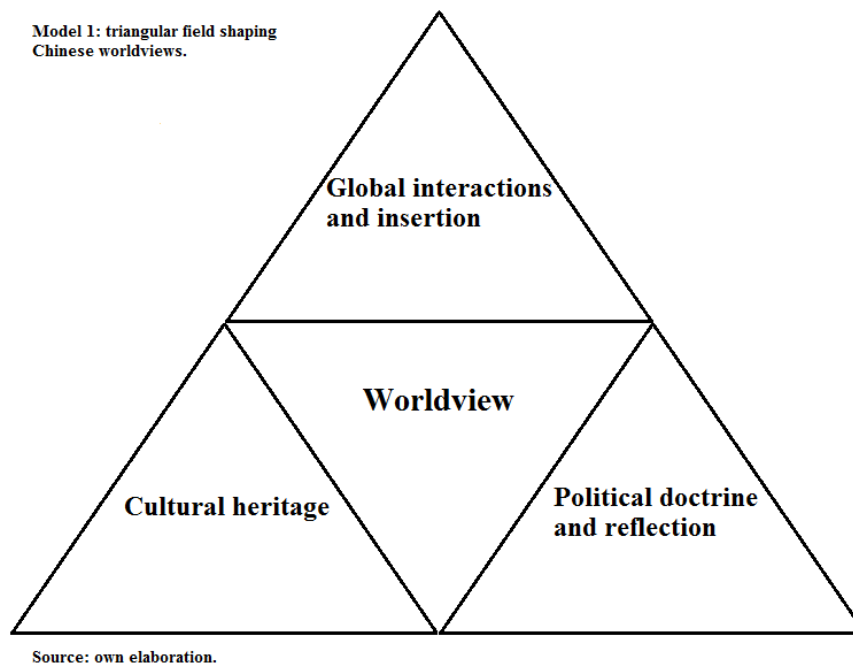 Model 1: triangular field shaping
Chinese worldviews.
Global interactions
and insertion
Worldview
Cultural heritage
Political doctrine
and reflection
Source: own elaboration.